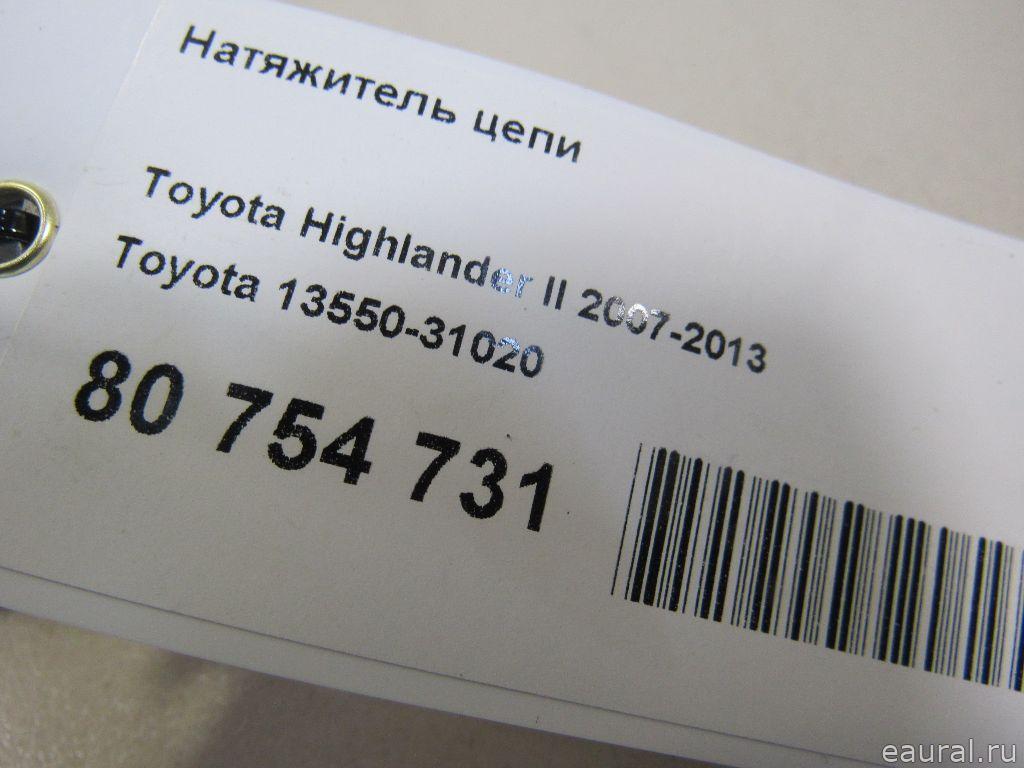 Натяжитель цепи
Toyota Highlander II 2007-2013
Toyota 13550-31020
80 754 731
eaural.ru